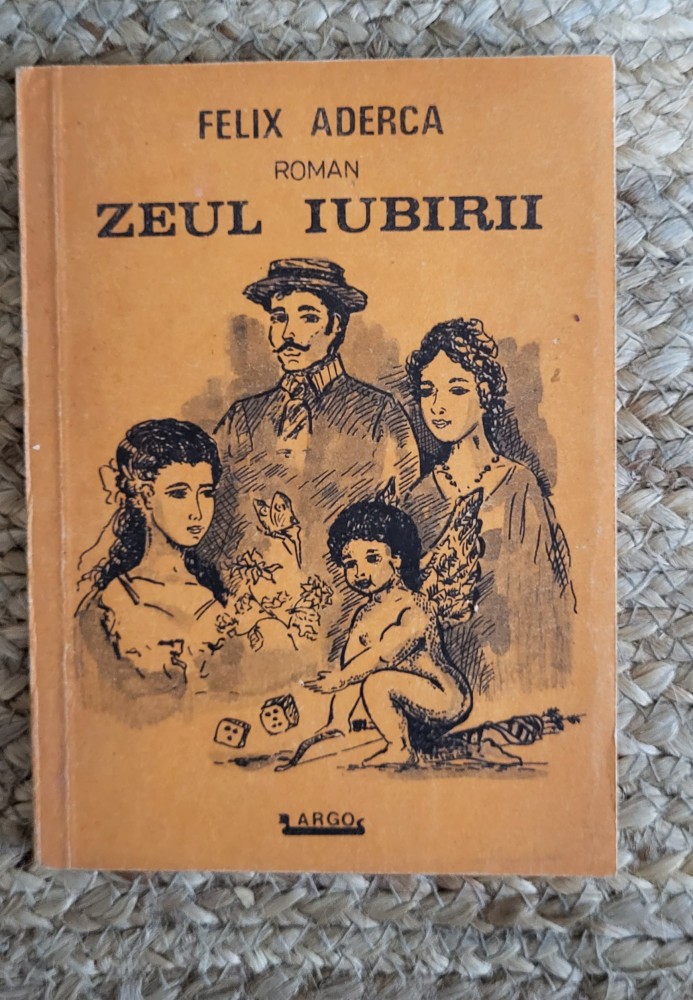 FELIX ADERCA
ROMAN
ZEUL IUBIRII
ARGO